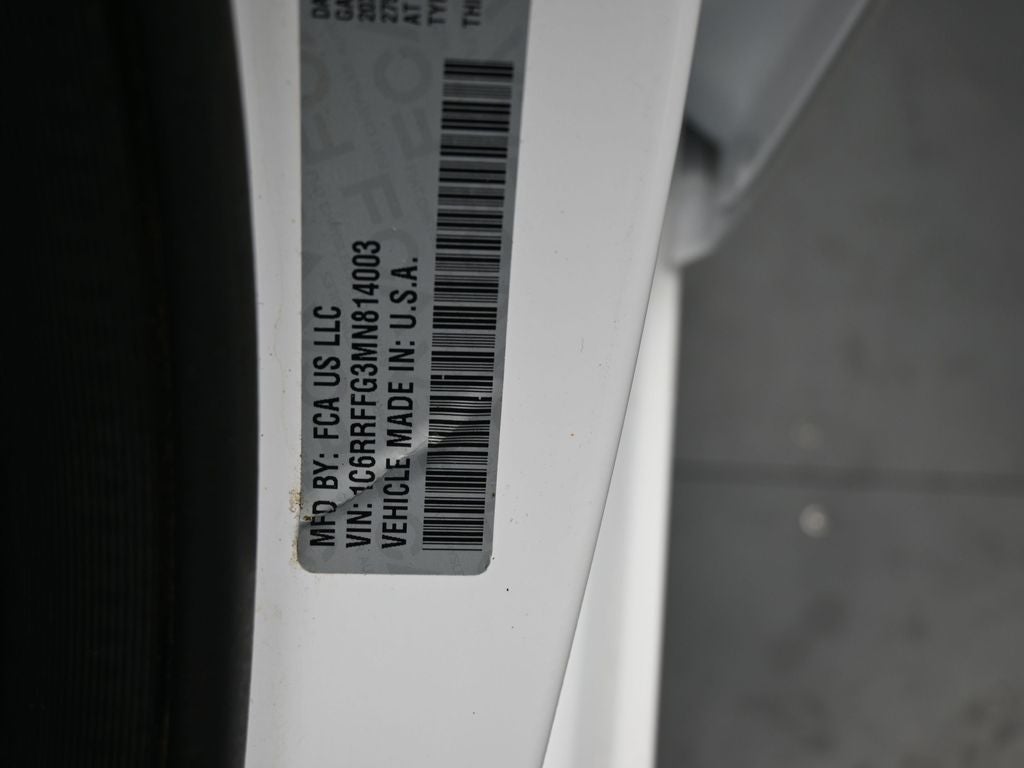 MFD BY: FCA US LLC
VIN: 1C6RRFFG3MN814003
VEHICLE MADE IN: U.S.A.